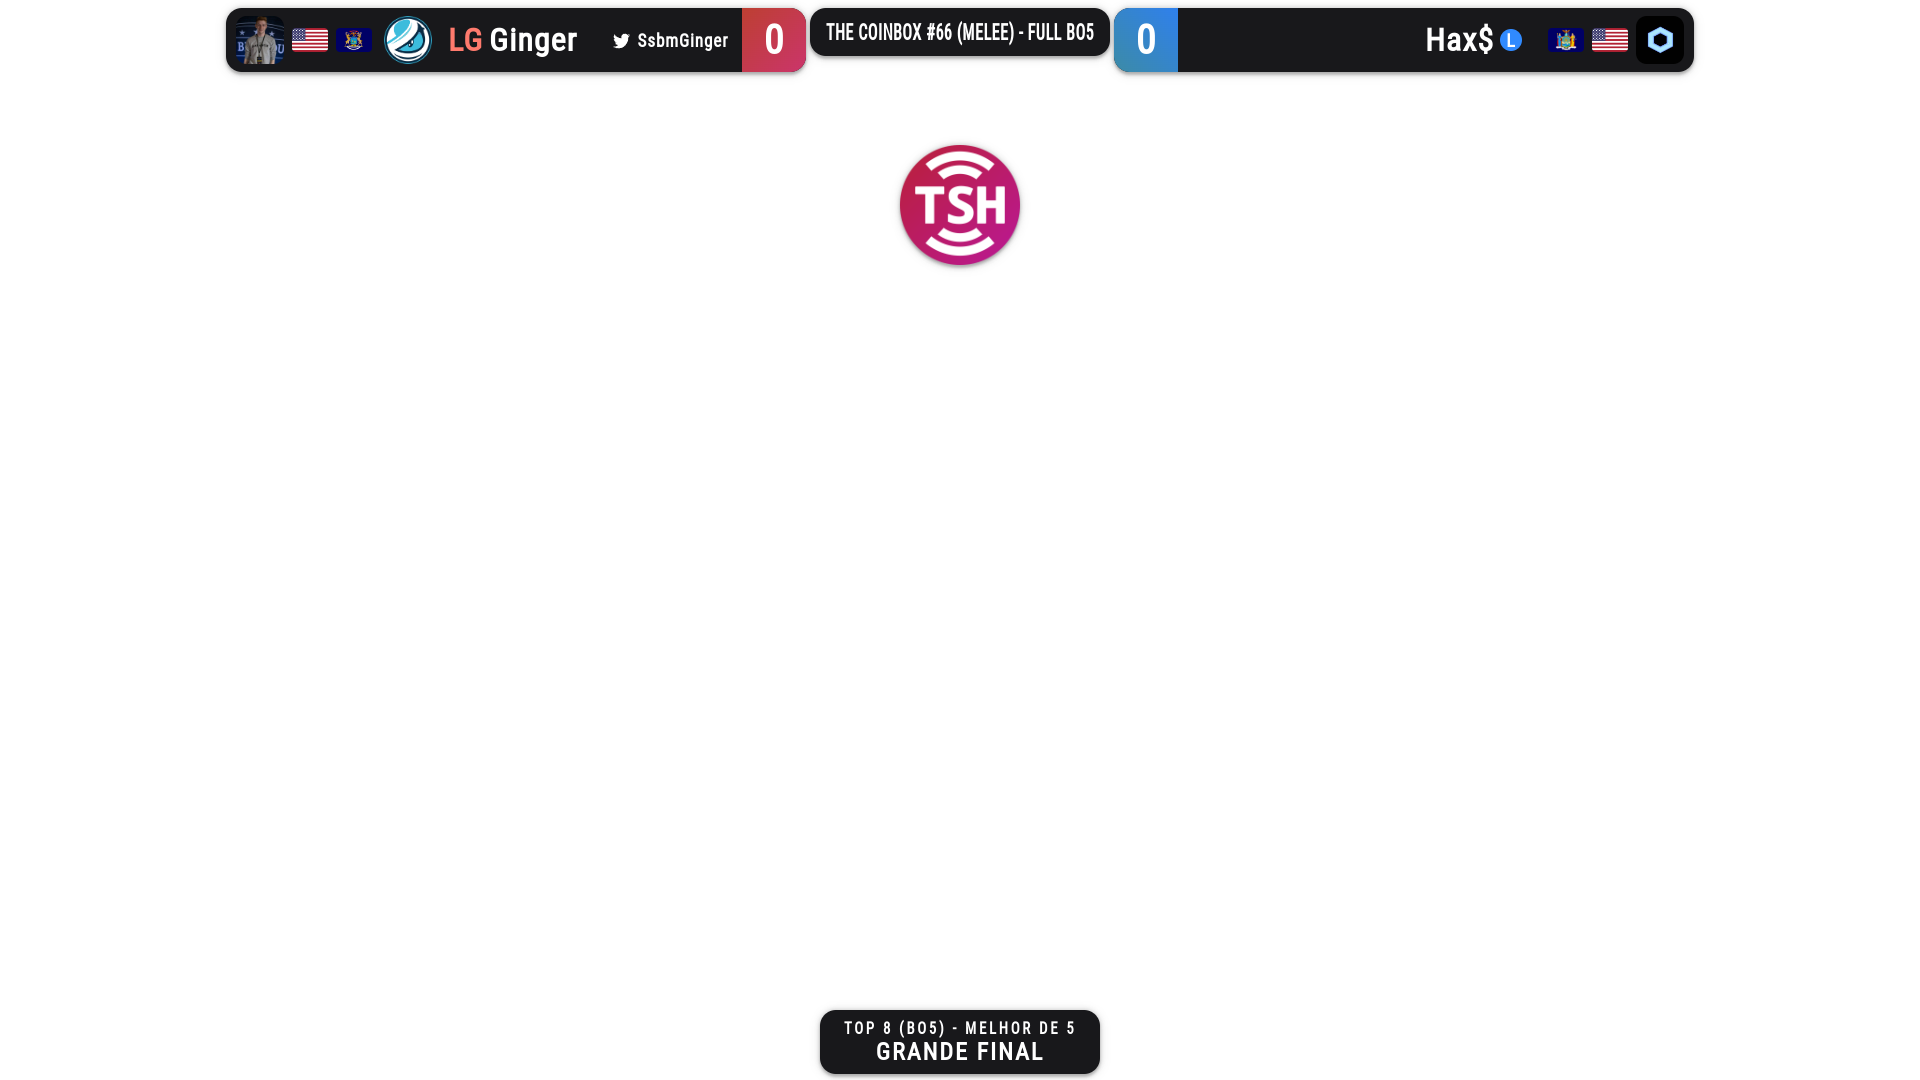 LG Ginger
SsbmGinger
0
THE COINBOX #66 (MELEE) - FULL BO5
0
Hax$ L
TSH
TOP 8 (BO5) - MELHOR DE 5
GRANDE FINAL